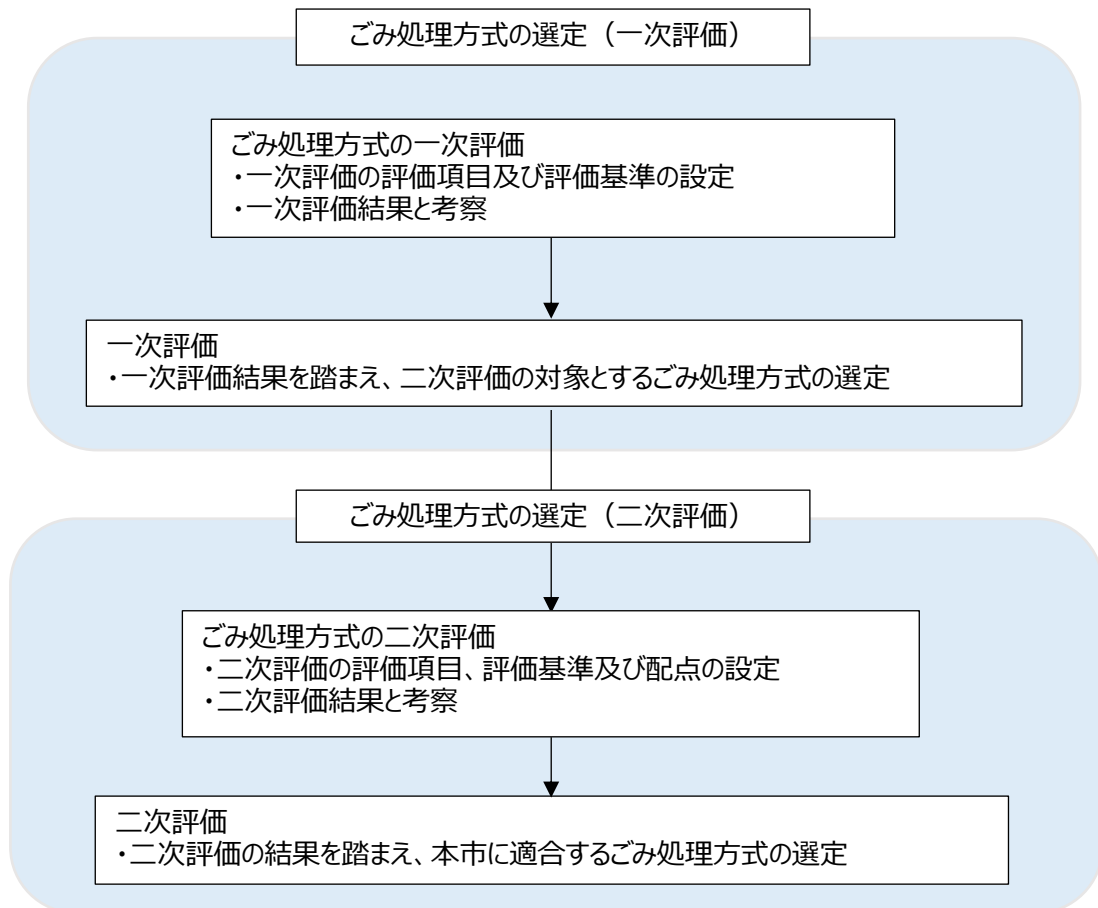 ごみ処理方式の選定（一次評価）
ごみ処理方式の一次評価
・一次評価の評価項目及び評価基準の設定
・一次評価結果と考察
一次評価
・一次評価結果を踏まえ、二次評価の対象とするごみ処理方式の選定
ごみ処理方式の選定（二次評価）
ごみ処理方式の二次評価
・二次評価の評価項目、評価基準及び配点の設定
・二次評価結果と考察
二次評価
・二次評価の結果を踏まえ、本市に適合するごみ処理方式の選定